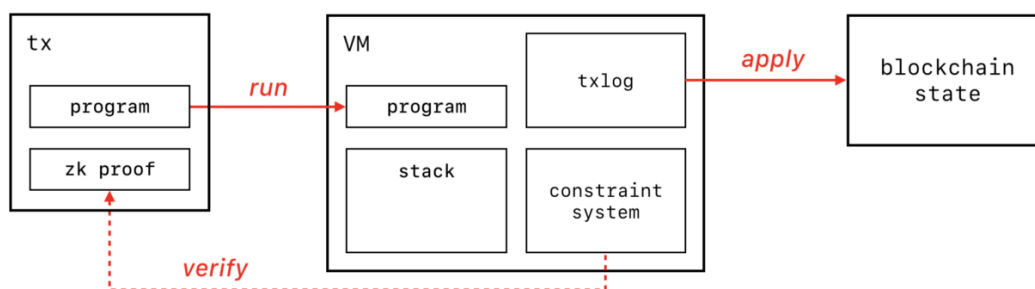 tx
program
zk proof
run
verify
VM
program
stack
txlog
constraint
system
apply
blockchain
state